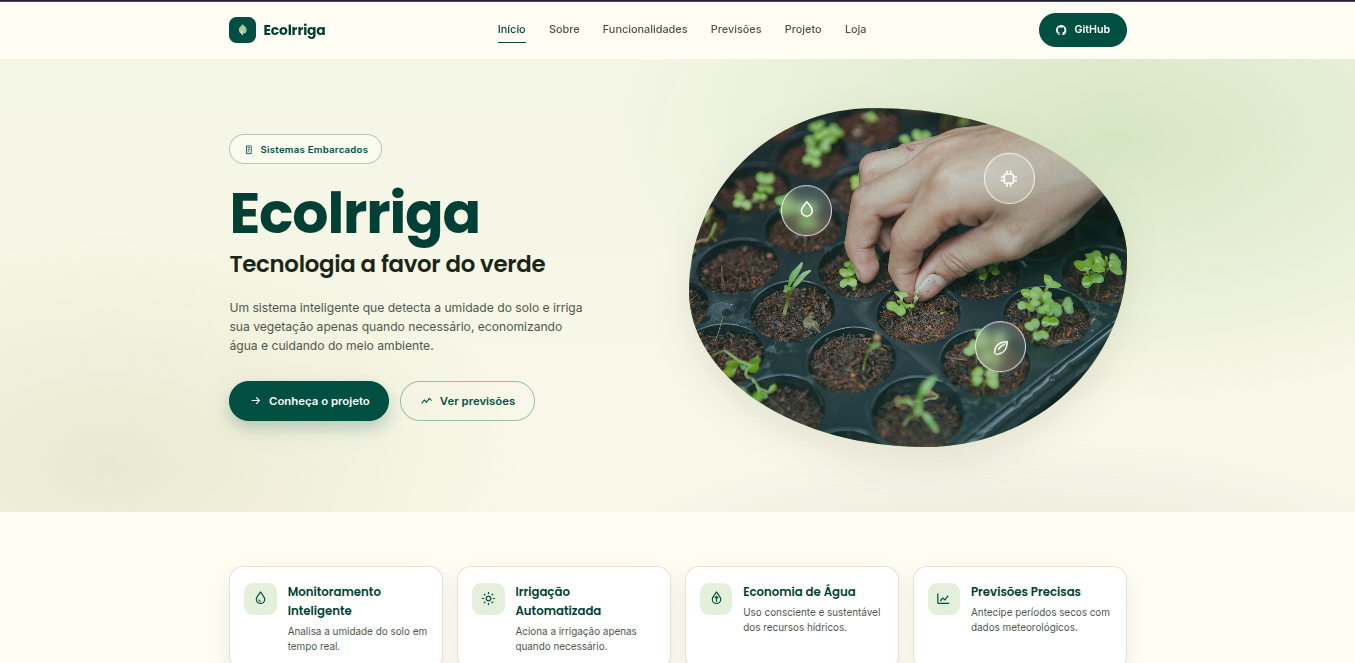 EcoIrriga
Início
Sobre
Funcionalidades
Previsões
Projeto
Loja
GitHub
Sistemas Embarcados
EcoIrriga
Tecnologia a favor do verde
Um sistema inteligente que detecta a umidade do solo e irriga
sua vegetação apenas quando necessário, economizando
água e cuidando do meio ambiente.
Conheça o projeto
Ver previsões
Monitoramento
Inteligente
Analisa a umidade do solo em
tempo real.
Irrigação
Automatizada
Aciona a irrigação apenas
quando necessário.
Economia de Água
Uso consciente e sustentável
dos recursos hídricos.
Previsões Precisas
Antecipe períodos secos com
dados meteorológicos.